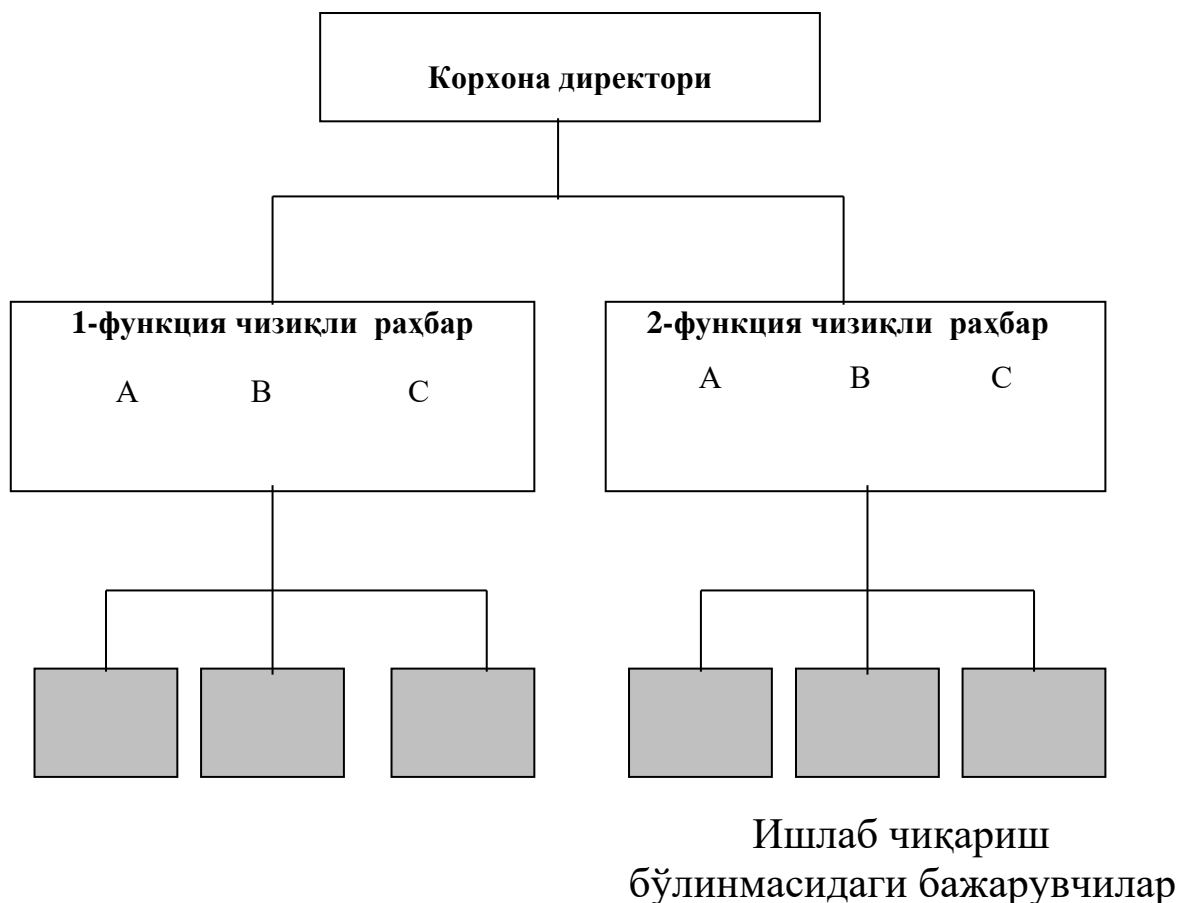 Корхона директори
1-функция чизиқли раҳбар
А В С
2-функция чизиқли раҳбар
А В С
Ишлаб чиқариш
бўлинмасидаги бажарувчилар